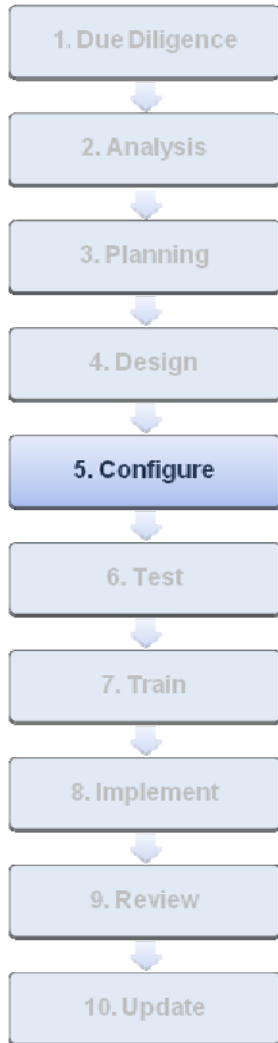 1. Due Diligence
2. Analysis
3. Planning
4. Design
5. Configure
6. Test
7. Train
8. Implement
9. Review
10. Update